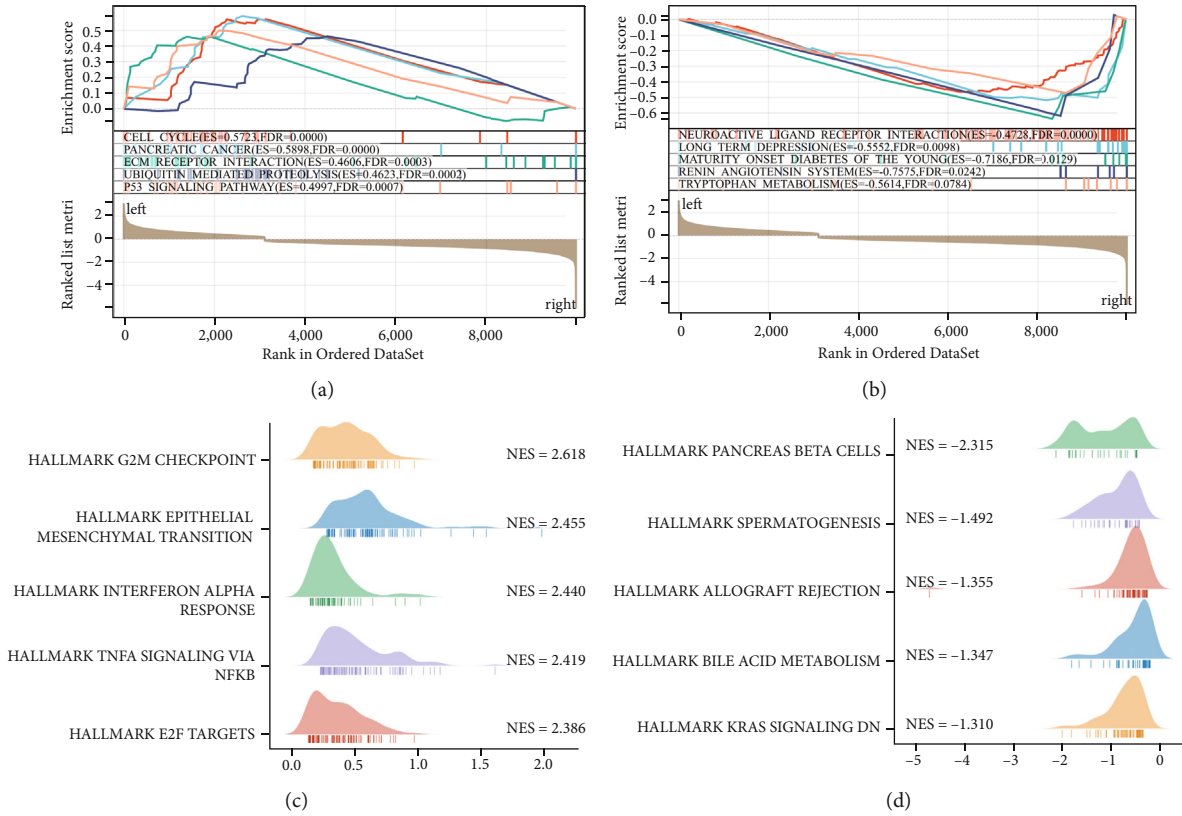 Enrichment score
0.5
0.4
0.3
0.2
0.1
0.0
CELL CYCLE(ES=0.5723,FDR=0.0000)
PANCREATIC CANCER(ES=0.5898,FDR=0.0000)
ECM RECEPTOR INTERACTION(ES=0.4606,FDR=0.0003)
UBIQUITIN MEDIATED PROTEOLYSIS(ES=0.4623,FDR=0.0002)
P53 SIGNALING PATHWAY(ES=0.4997,FDR=0.0007)
Ranked list metri
left
2
0
−2
−4
right
0 2,000 4,000 6,000 8,000
Rank in Ordered DataSet
(a)
Enrichment score
0.0
−0.1
−0.2
−0.3
−0.4
−0.5
−0.6
NEUROACTIVE LIGAND RECEPTOR INTERACTION(ES=-0.4728,FDR=0.0000)
LONG TERM DEPRESSION(ES=-0.5552,FDR=0.0098)
MATURITY ONSET DIABETES OF THE YOUNG(ES=-0.7186,FDR=0.0129)
RENIN ANGIOTENSIN SYSTEM(ES=-0.7575,FDR=0.0242)
TRYPTOPHAN METABOLISM(ES=-0.5614,FDR=0.0784)
Ranked list metri
left
2
0
−2
−4
right
0 2,000 4,000 6,000 8,000
Rank in Ordered DataSet
(b)
HALLMARK G2M CHECKPOINT NES = 2.618
HALLMARK EPITHELIAL
MESENCHYMAL TRANSITION NES = 2.455
HALLMARK INTERFERON ALPHA
RESPONSE NES = 2.440
HALLMARK TNFA SIGNALING VIA
NFKB NES = 2.419
HALLMARK E2F TARGETS NES = 2.386
0.0 0.5 1.0 1.5 2.0
(c)
HALLMARK PANCREAS BETA CELLS NES = −2.315
HALLMARK SPERMATOGENESIS NES = −1.492
HALLMARK ALLOGRAFT REJECTION NES = −1.355
HALLMARK BILE ACID METABOLISM NES = −1.347
HALLMARK KRAS SIGNALING DN NES = −1.310
−5 −4 −3 −2 −1 0
(d)